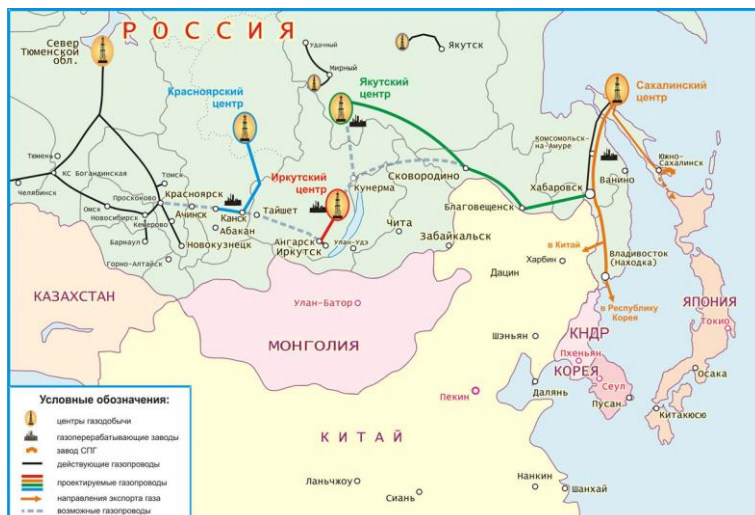 РОССИЯ
Север
Тюменской
обл.
Удачный
Мирный
Якутск
Красноярский
центр
Якутский
центр
Сахалинский
центр
Тюмень
КС Богандинская
Томск
Проскоково
Красноярск
Иркутский
центр
Кунерма
Сковородино
Комсомольск-
на-Амуре
Южно-
Сахалинск
Челябинск
Омск
Новосибирск
Кемерово
Ачинск
Канск
Абакан
Тайшет
Хабаровск
Ванино
Благовещенск
Барнаул
Новокузнецк
Ангарск
Иркутск
Улан-Удэ
Чита
Забайкальск
в Китай
Горно-Алтайск
Дацин
Харбин
Владивосток
(Находка)
КАЗАХСТАН
Улан-Батор
в Республику
Корея
ЯПОНИЯ
Токио
МОНГОЛИЯ
Шэньян
КНДР
Пхеньян
КОРЕЯ
Сеул
Осака
Пекин
Далянь
Пусан
Китакюсю
КИТАЙ
Ланьчжоу
Сиань
Нанкин
Шанхай
Условные обозначения:
центры газодобычи
газоперерабатывающие заводы
завод СПГ
действующие газопроводы
проектируемые газопроводы
направления экспорта газа
возможные газопроводы